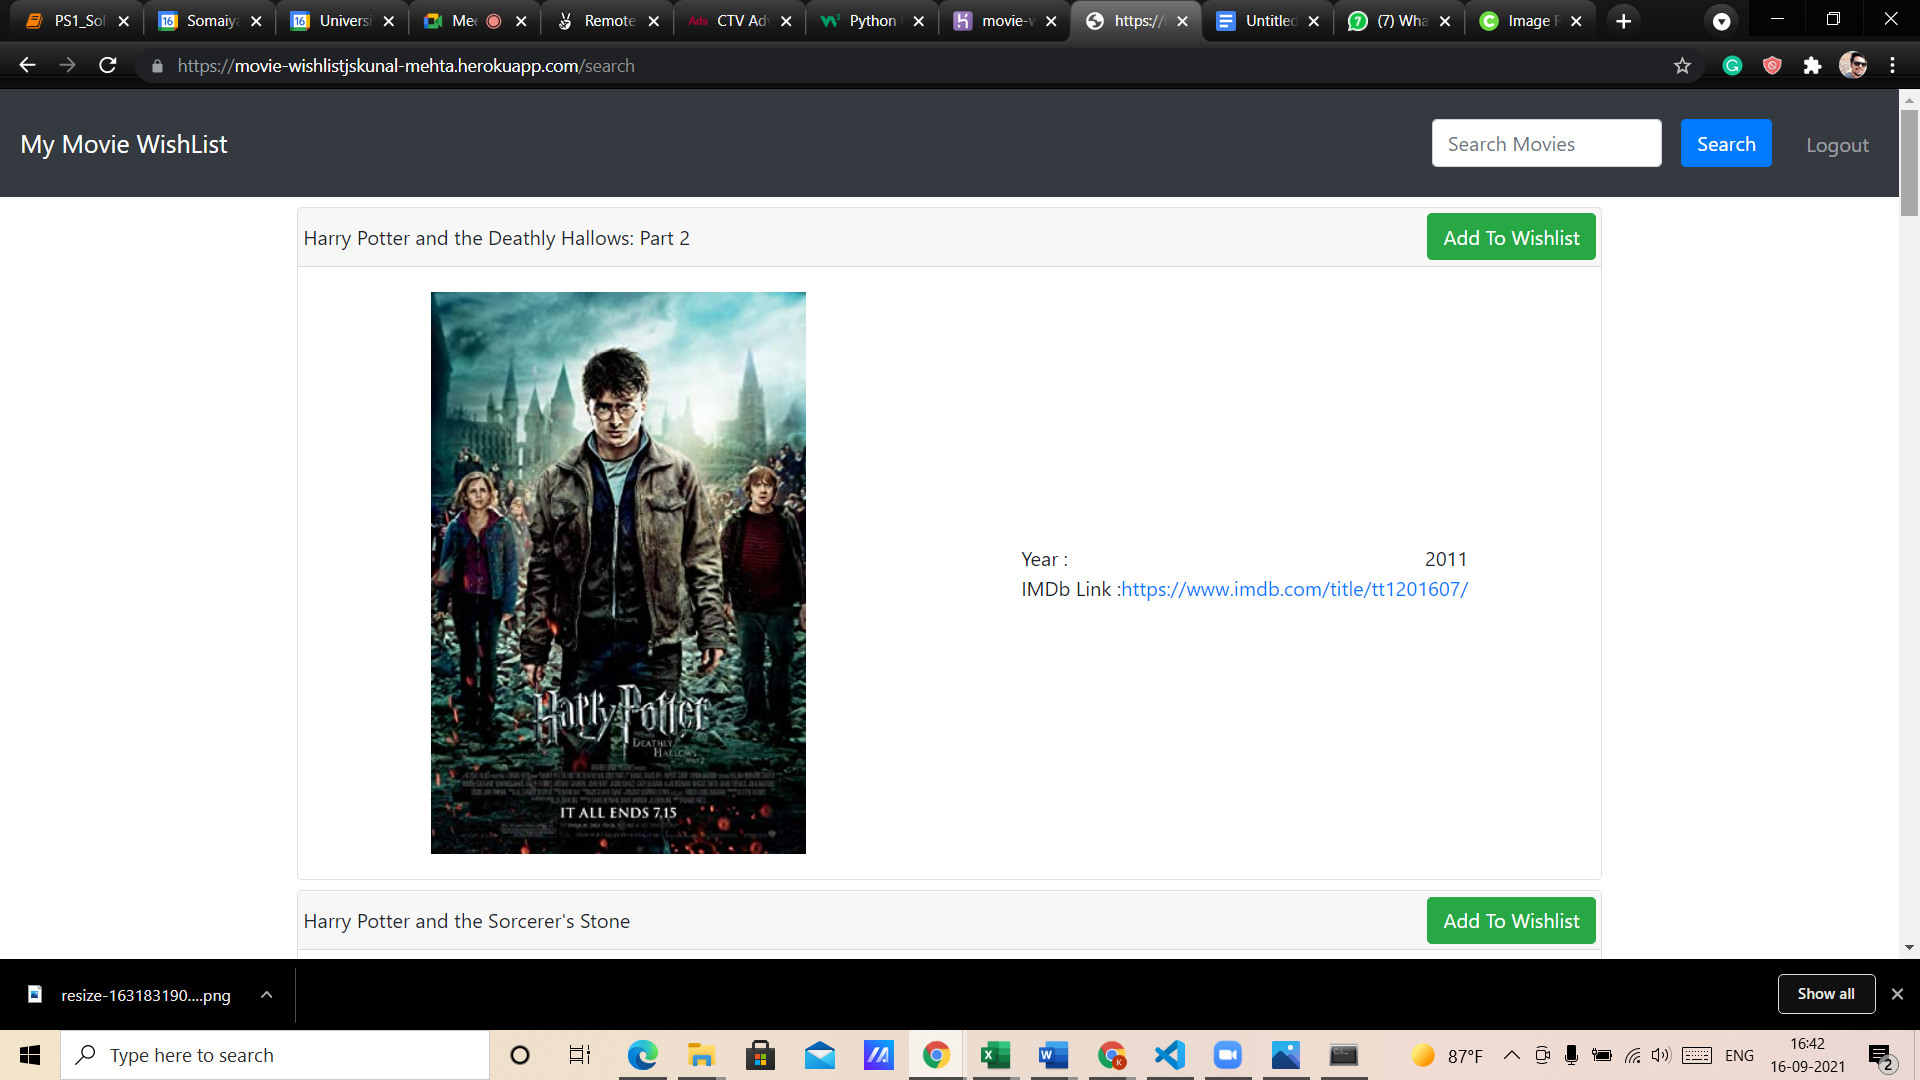 PS1_Sol
Somaiya
Universi
Mee
Remote
Ads CTV Ad
Python
movie-w
https://
Untitled
(7) Wha
Image R
https://movie-wishlistjskunal-mehta.herokuapp.com/search
My Movie WishList
Search Movies
Search
Logout
Harry Potter and the Deathly Hallows: Part 2
Add To Wishlist
Harry Potter
DEATHLY
HALLOWS
PART 2
IT ALL ENDS 7.15
Year :
2011
IMDb Link :https://www.imdb.com/title/tt1201607/
Harry Potter and the Sorcerer's Stone
Add To Wishlist
resize-163183190....png
Show all
Type here to search
87°F
ENG
16:42
16-09-2021
2